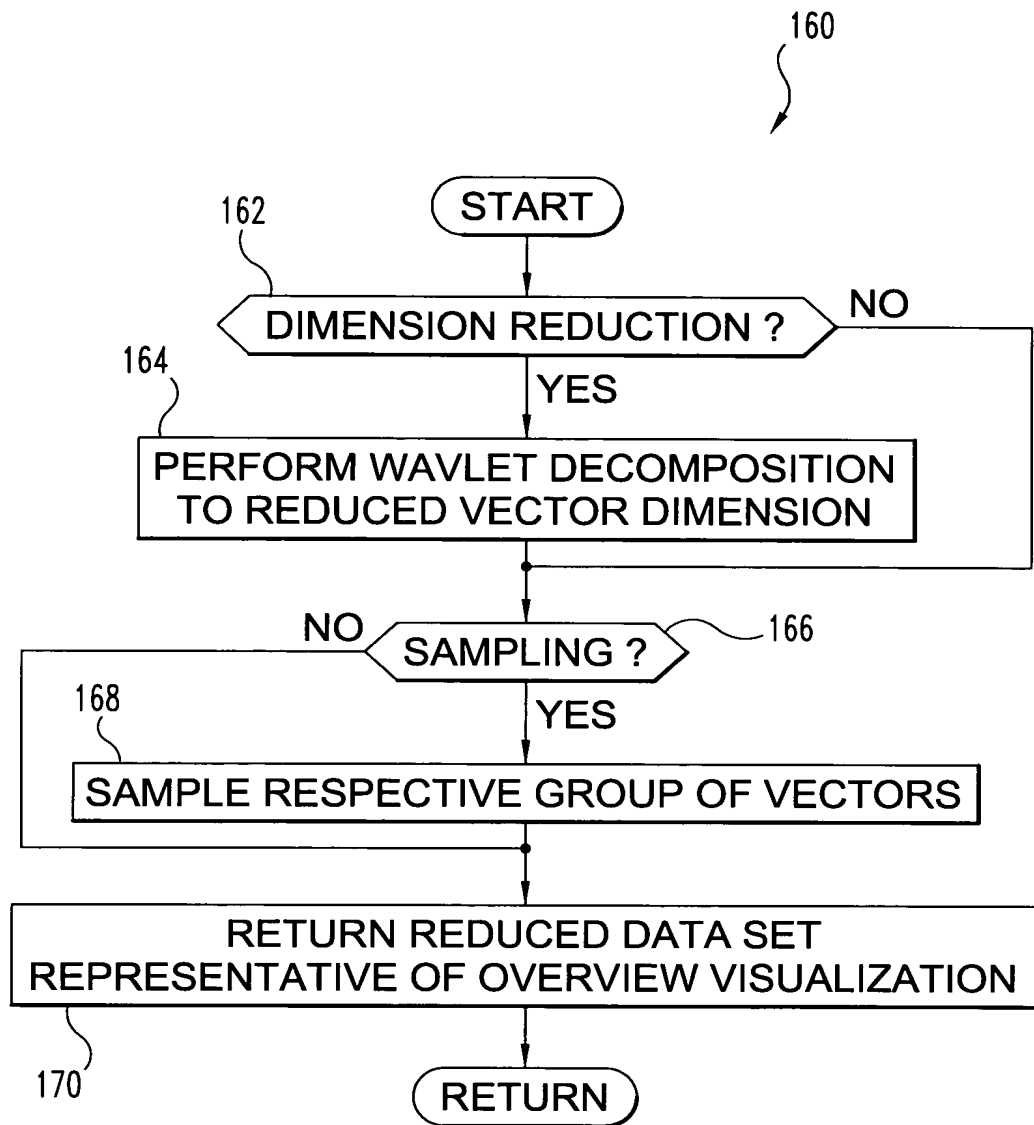 160
START
162
DIMENSION REDUCTION ?
NO
164
YES
PERFORM WAVLET DECOMPOSITION
TO REDUCED VECTOR DIMENSION
NO
SAMPLING ?
166
168
YES
SAMPLE RESPECTIVE GROUP OF VECTORS
RETURN REDUCED DATA SET
REPRESENTATIVE OF OVERVIEW VISUALIZATION
170
RETURN